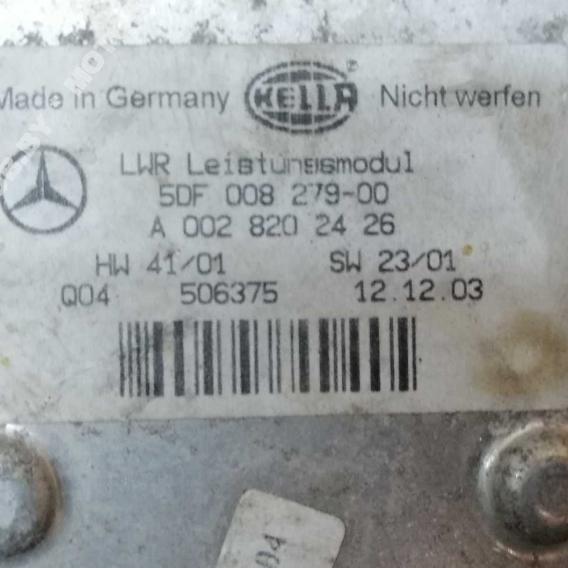 Made in Germany HELLA ® Nicht werfen
LWR Leistungsmodul
5DF 008 279-00
A 002 820 24 26
HW 41/01 SW 23/01
Q04 506375 12.12.03